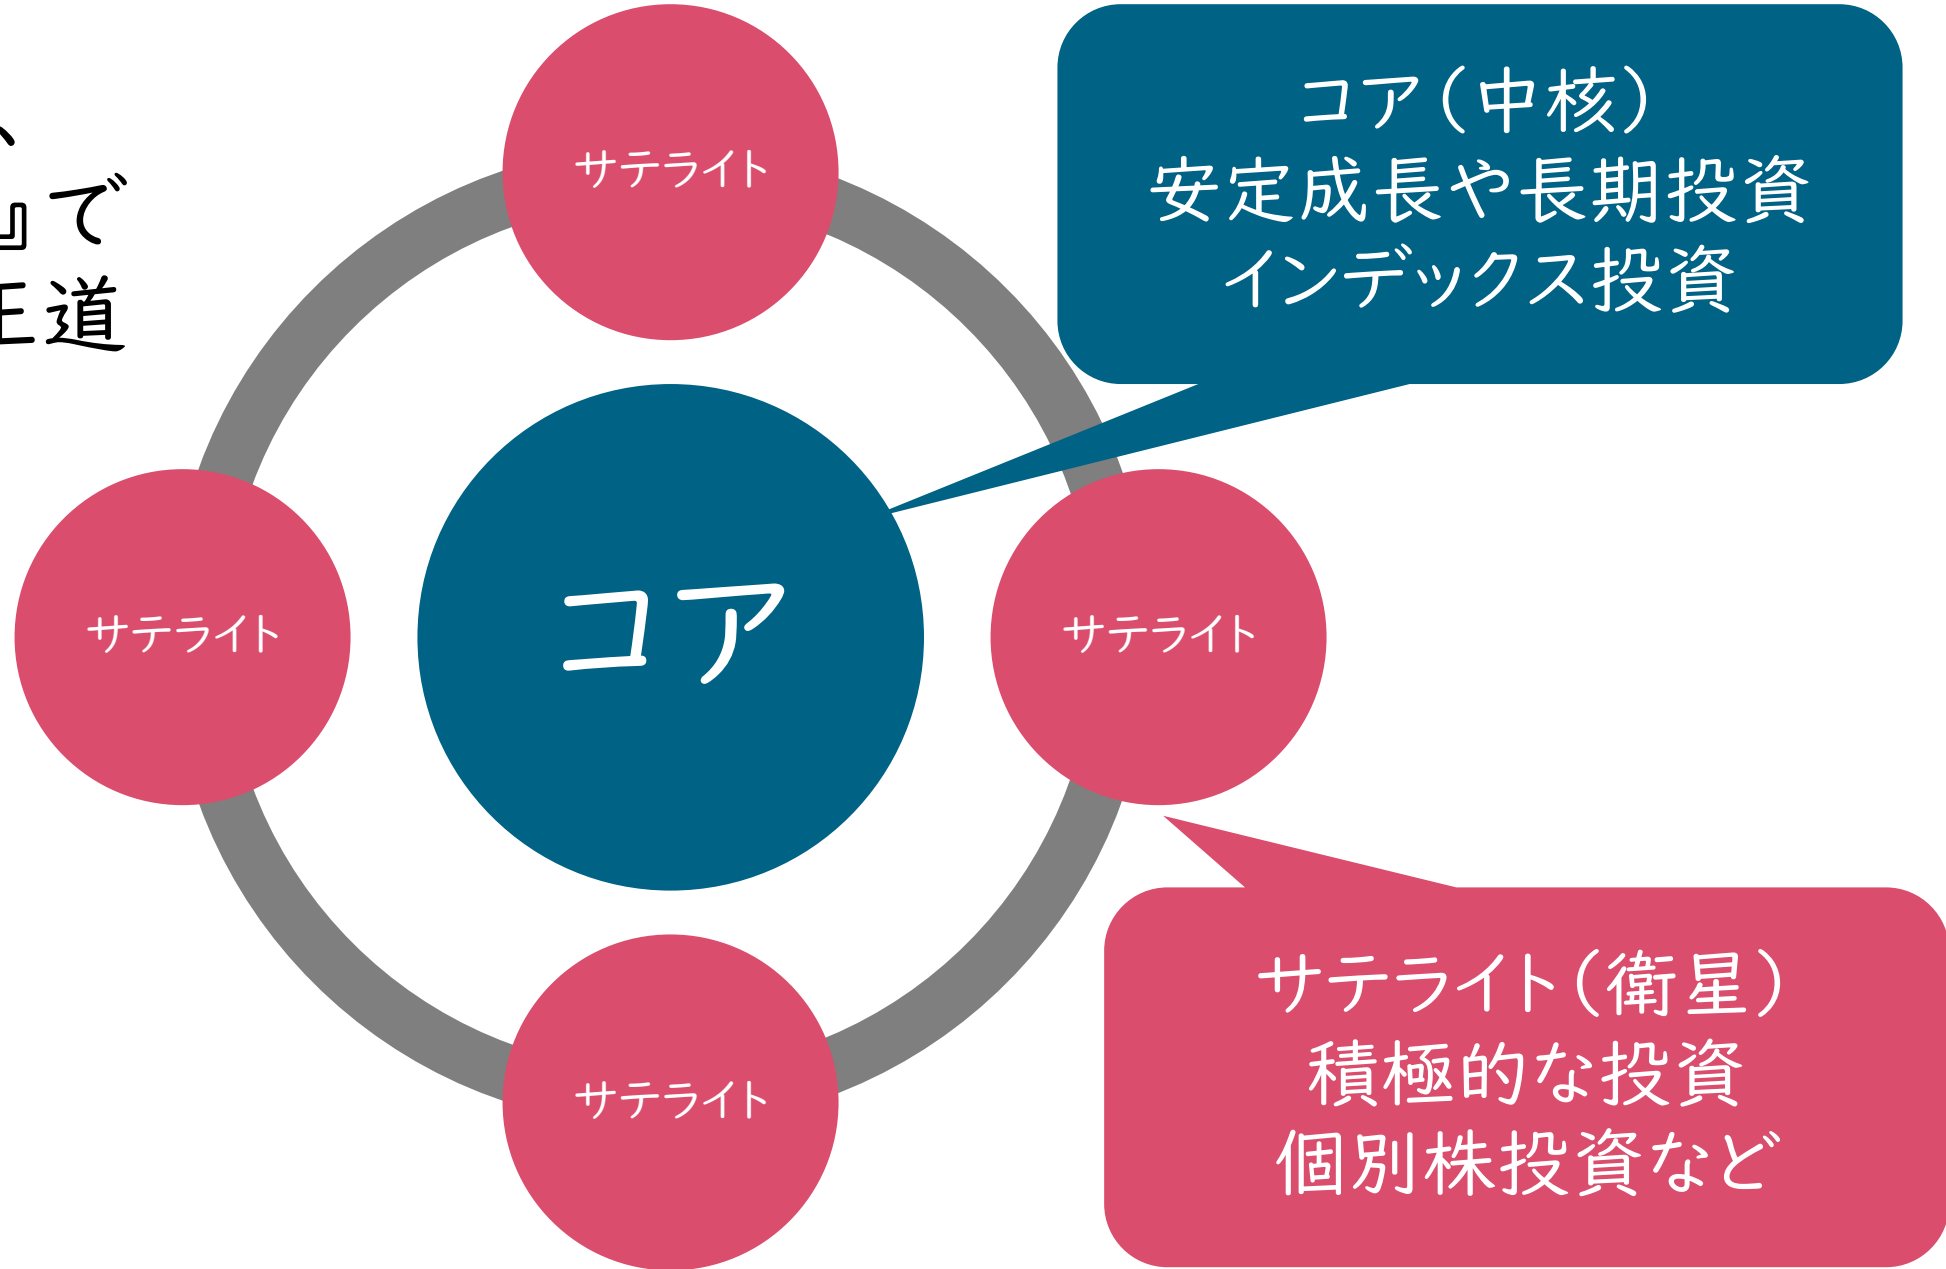 、
』で
王道
サテライト
コア（中核）
安定成長や長期投資
インデックス投資
サテライト
コア
サテライト
サテライト（衛星）
積極的な投資
個別株投資など
サテライト